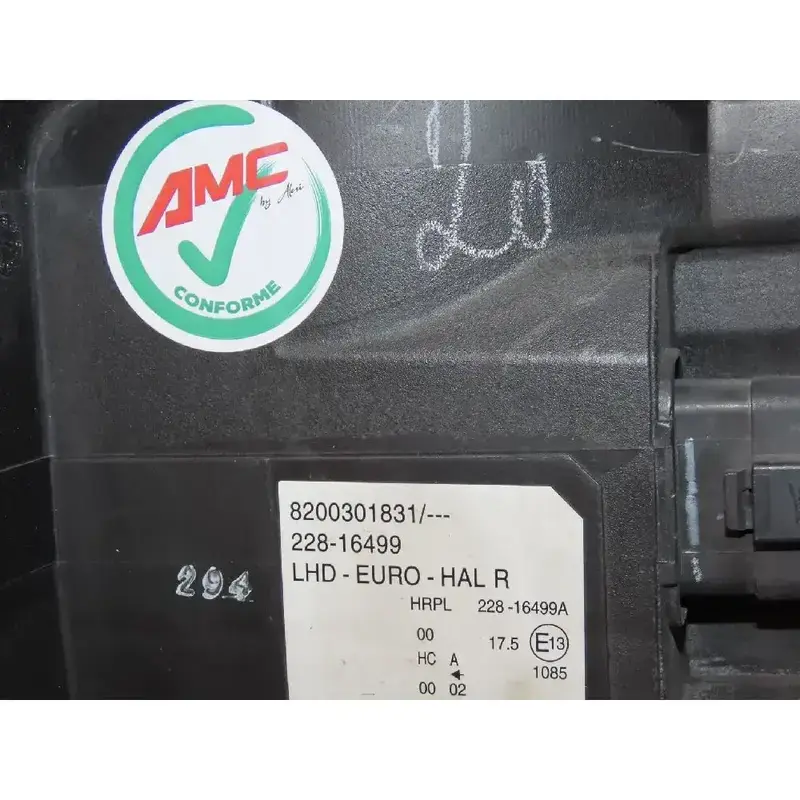 AMC
by Alexi
CONFORME
8200301831/---
228-16499
LHD - EURO - HAL R
HRPL 228-16499A
00
17.5 E13
HC A
1085
00 02
294